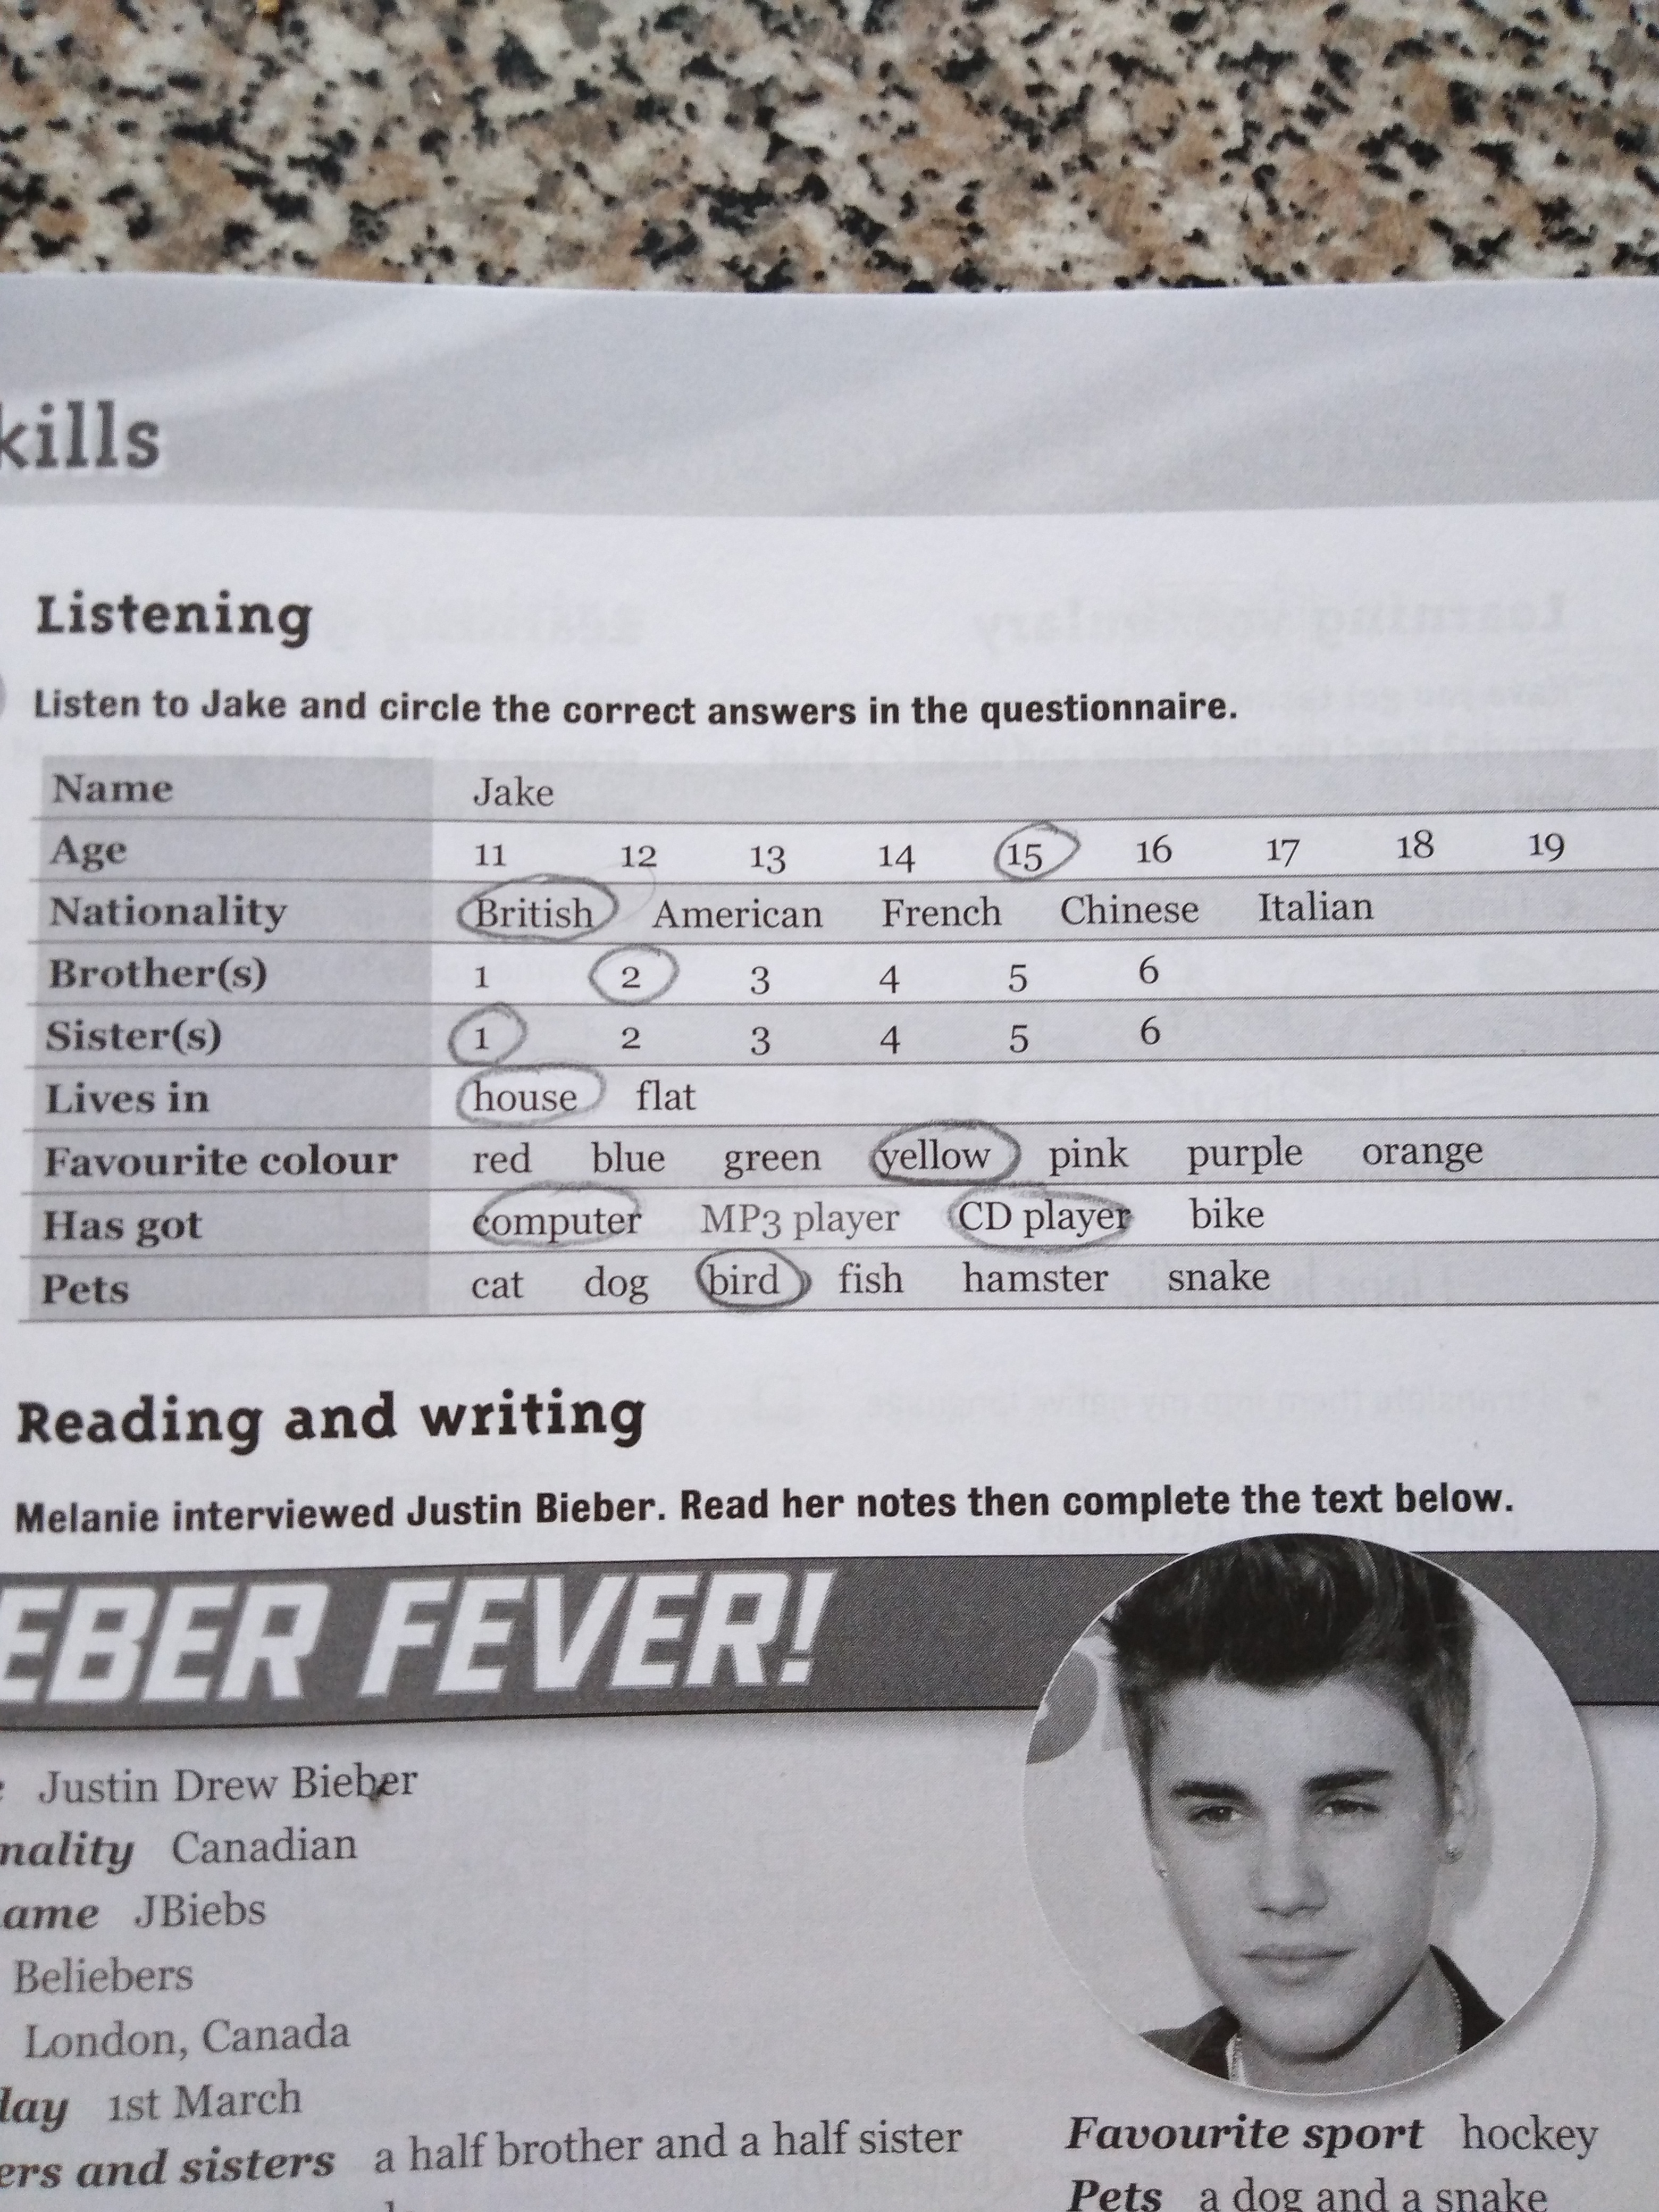 kills
Listening
Listen to Jake and circle the correct answers in the questionnaire.
Name Jake
Age 11 12 13 14 15 16 17 18 19
Nationality British American French Chinese Italian
Brother(s) 1 2 3 4 5 6
Sister(s) 1 2 3 4 5 6
Lives in house flat
Favourite colour red blue green yellow pink purple orange
Has got computer MP3 player CD player bike
Pets cat dog bird fish hamster snake
Reading and writing
Melanie interviewed Justin Bieber. Read her notes then complete the text below.
EBER FEVER!
Justin Drew Bieber
nality Canadian
ame JBiebs
Beliebers
London, Canada
day 1st March
ers and sisters a half brother and a half sister
Favourite sport hockey
Pets a dog and a snake